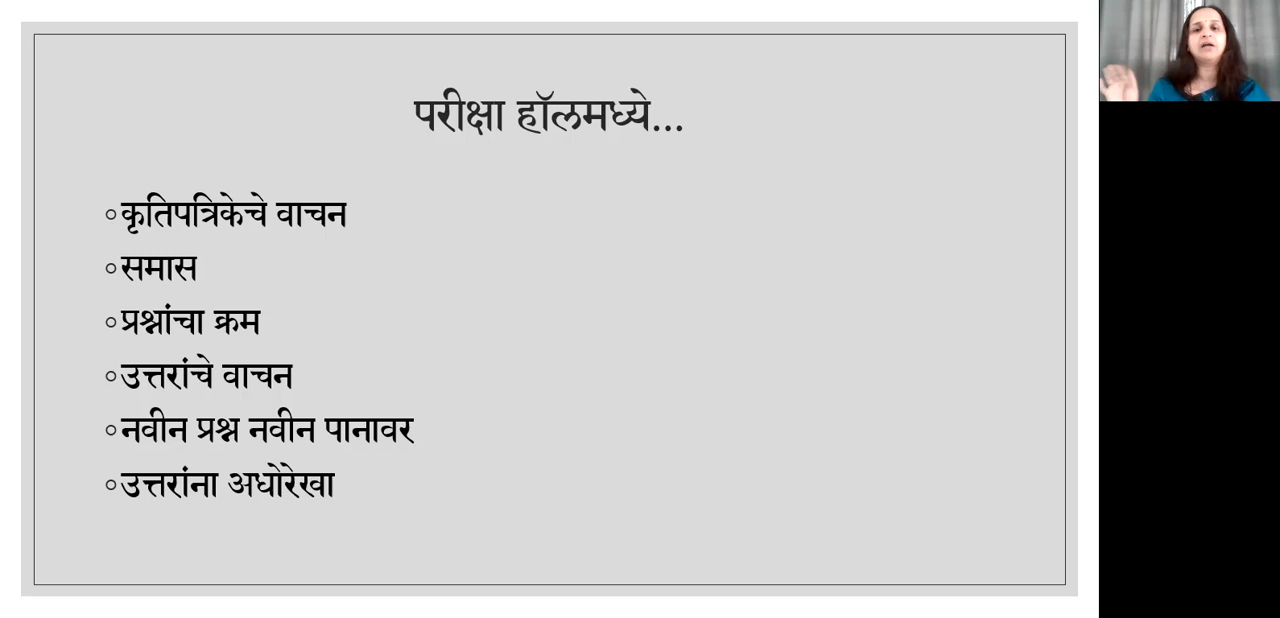 परीक्षा हॉलमध्ये...
◦कृतिपत्रिकेचे वाचन
◦समास
◦प्रश्नांचा क्रम
◦उत्तरांचे वाचन
◦नवीन प्रश्न नवीन पानावर
◦उत्तरांना अधोरेखा